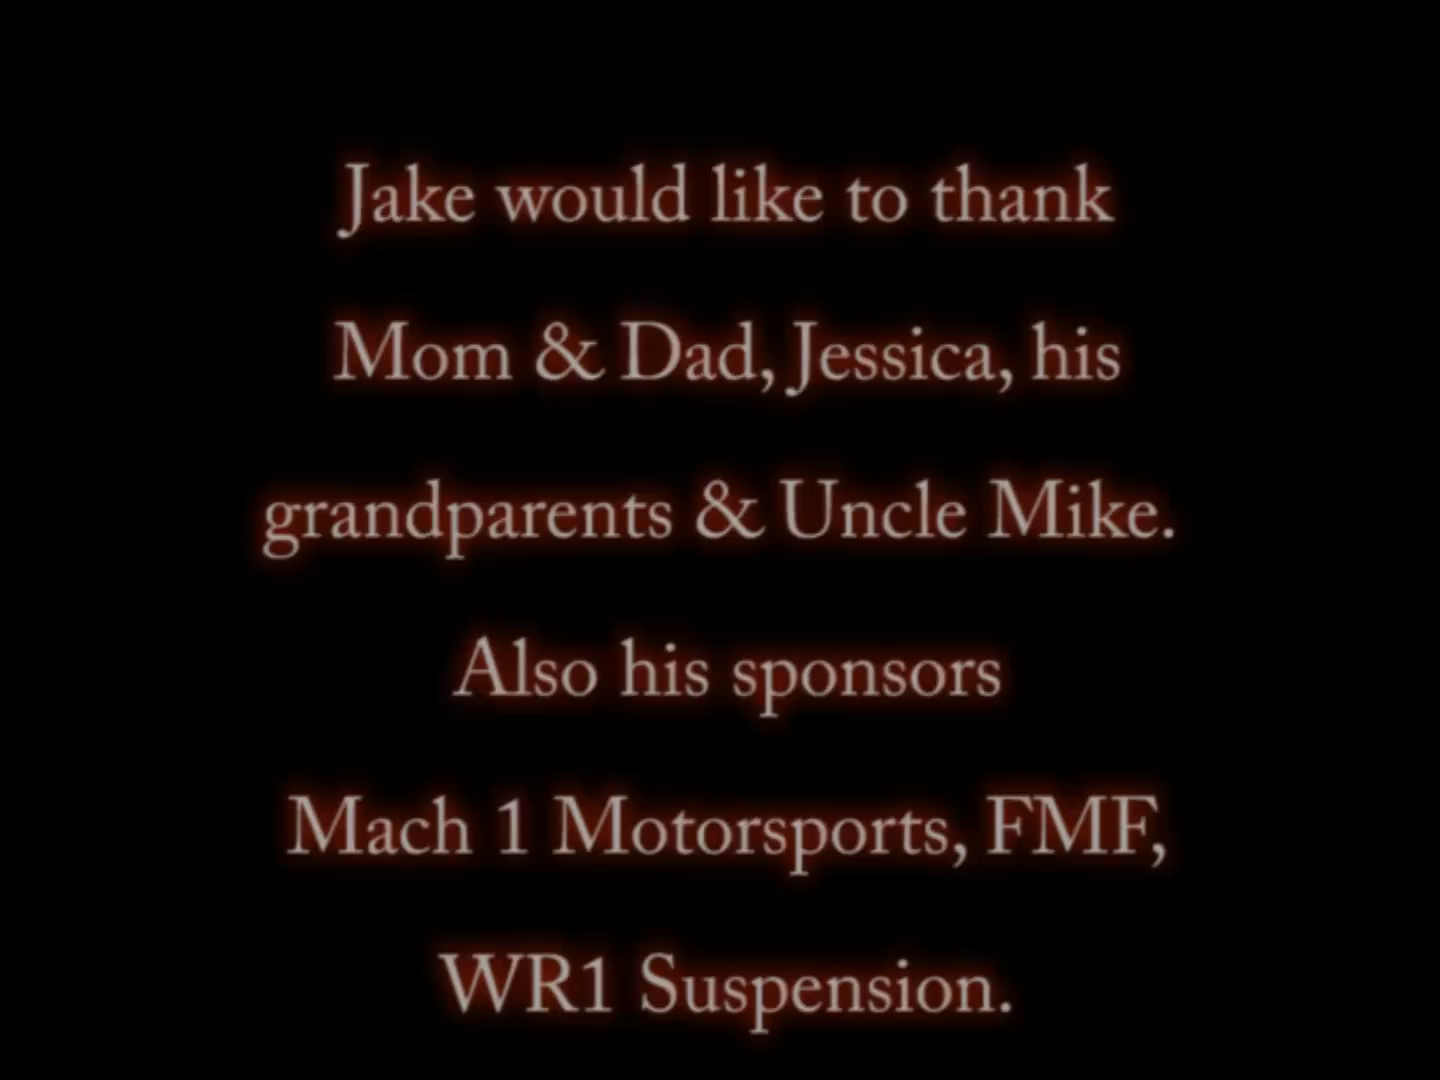 Jake would like to thank
Mom & Dad, Jessica, his
grandparents & Uncle Mike.
Also his sponsors
Mach 1 Motorsports, FMF,
WR1 Suspension.